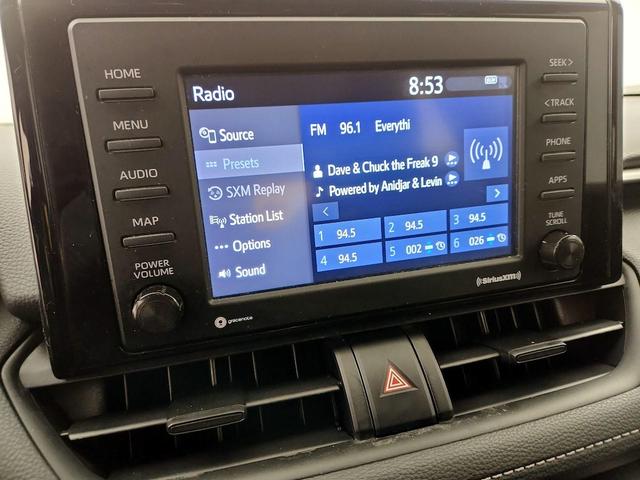 HOME
MENU
AUDIO
MAP
POWER
VOLUME
Radio
8:53
Source
Presets
SXM Replay
Station List
Options
Sound
FM 96.1 Everythi
Dave & Chuck the Freak 9
Powered by Anidjar & Levin
< >
1 94.5
2 94.5
3 94.5
4 94.5
5 002
6 026
SEEK >
< TRACK
PHONE
APPS
TUNE
SCROLL
gracenote
((SiriusXM))